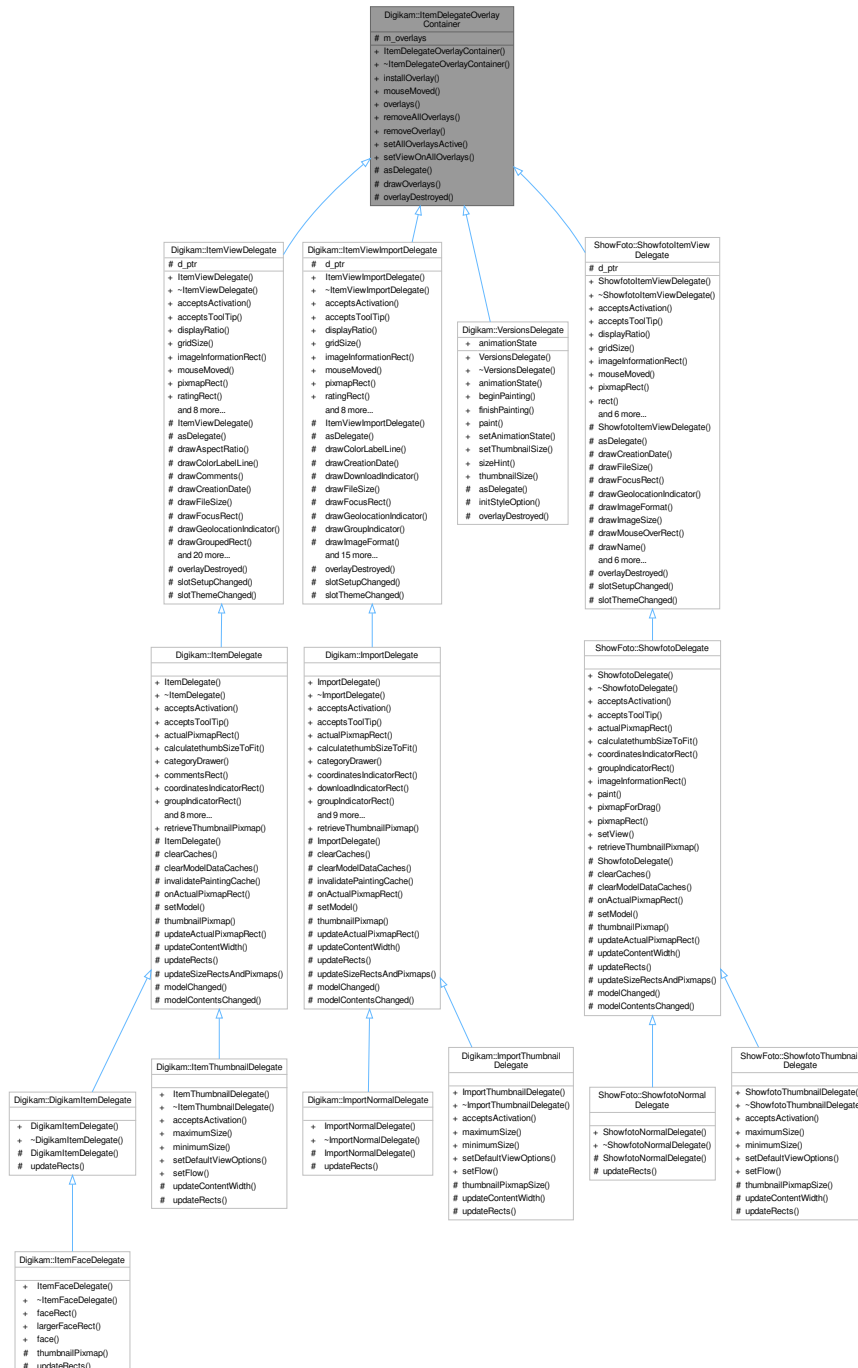 Digikam::ItemDelegateOverlay
Container
# m_overlays
+ ItemDelegateOverlayContainer()
+ ~ItemDelegateOverlayContainer()
+ installOverlay()
+ mouseMoved()
+ overlays()
+ removeAllOverlays()
+ removeOverlay()
+ setAllOverlaysActive()
+ setViewOnAllOverlays()
# asDelegate()
# drawOverlays()
# overlayDestroyed()
Digikam::ItemViewDelegate
# d_ptr
+ ItemViewDelegate()
+ ~ItemViewDelegate()
+ acceptsActivation()
+ acceptsToolTip()
+ displayRatio()
+ gridSize()
+ imageInformationRect()
+ mouseMoved()
+ pixmapRect()
+ ratingRect()
and 8 more...
# ItemViewDelegate()
# asDelegate()
# drawAspectRatio()
# drawColorLabelLine()
# drawComments()
# drawCreationDate()
# drawFileSize()
# drawFocusRect()
# drawGeolocationIndicator()
# drawGroupedRect()
and 20 more...
# overlayDestroyed()
# slotSetupChanged()
# slotThemeChanged()
Digikam::ItemViewImportDelegate
# d_ptr
+ ItemViewImportDelegate()
+ ~ItemViewImportDelegate()
+ acceptsActivation()
+ acceptsToolTip()
+ displayRatio()
+ gridSize()
+ imageInformationRect()
+ mouseMoved()
+ pixmapRect()
+ ratingRect()
and 8 more...
# ItemViewImportDelegate()
# asDelegate()
# drawColorLabelLine()
# drawCreationDate()
# drawDownloadIndicator()
# drawFileSize()
# drawFocusRect()
# drawGeolocationIndicator()
# drawGroupIndicator()
# drawImageFormat()
and 15 more...
# overlayDestroyed()
# slotSetupChanged()
# slotThemeChanged()
Digikam::VersionsDelegate
+ animationState
+ VersionsDelegate()
+ ~VersionsDelegate()
+ animationState()
+ beginPainting()
+ finishPainting()
+ paint()
+ setAnimationState()
+ setThumbnailSize()
+ sizeHint()
+ thumbnailSize()
# asDelegate()
# initStyleOption()
# overlayDestroyed()
ShowFoto::ShowfotoItemView
Delegate
# d_ptr
+ ShowfotoItemViewDelegate()
+ ~ShowfotoItemViewDelegate()
+ acceptsActivation()
+ acceptsToolTip()
+ displayRatio()
+ gridSize()
+ imageInformationRect()
+ mouseMoved()
+ pixmapRect()
+ rect()
and 6 more...
# ShowfotoItemViewDelegate()
# asDelegate()
# drawCreationDate()
# drawFileSize()
# drawFocusRect()
# drawGeolocationIndicator()
# drawImageFormat()
# drawImageSize()
# drawMouseOverRect()
# drawName()
and 6 more...
# overlayDestroyed()
# slotSetupChanged()
# slotThemeChanged()
Digikam::ItemDelegate
+ ItemDelegate()
+ ~ItemDelegate()
+ acceptsActivation()
+ acceptsToolTip()
+ actualPixmapRect()
+ calculatethumbSizeToFit()
+ categoryDrawer()
+ commentsRect()
+ coordinatesIndicatorRect()
+ groupIndicatorRect()
and 8 more...
+ retrieveThumbnailPixmap()
# ItemDelegate()
# clearCaches()
# clearModelDataCaches()
# invalidatePaintingCache()
# onActualPixmapRect()
# setModel()
# thumbnailPixmap()
# updateActualPixmapRect()
# updateContentWidth()
# updateRects()
# updateSizeRectsAndPixmaps()
# modelChanged()
# modelContentsChanged()
Digikam::ImportDelegate
+ ImportDelegate()
+ ~ImportDelegate()
+ acceptsActivation()
+ acceptsToolTip()
+ actualPixmapRect()
+ calculatethumbSizeToFit()
+ categoryDrawer()
+ coordinatesIndicatorRect()
+ downloadIndicatorRect()
+ groupIndicatorRect()
and 9 more...
+ retrieveThumbnailPixmap()
# ImportDelegate()
# clearCaches()
# clearModelDataCaches()
# invalidatePaintingCache()
# onActualPixmapRect()
# setModel()
# thumbnailPixmap()
# updateActualPixmapRect()
# updateContentWidth()
# updateRects()
# updateSizeRectsAndPixmaps()
# modelChanged()
# modelContentsChanged()
ShowFoto::ShowfotoDelegate
+ ShowfotoDelegate()
+ ~ShowfotoDelegate()
+ acceptsActivation()
+ acceptsToolTip()
+ actualPixmapRect()
+ calculatethumbSizeToFit()
+ coordinatesIndicatorRect()
+ groupIndicatorRect()
+ imageInformationRect()
+ paint()
+ pixmapForDrag()
+ pixmapRect()
+ setView()
+ retrieveThumbnailPixmap()
# ShowfotoDelegate()
# clearCaches()
# clearModelDataCaches()
# onActualPixmapRect()
# setModel()
# thumbnailPixmap()
# updateActualPixmapRect()
# updateContentWidth()
# updateRects()
# updateSizeRectsAndPixmaps()
# modelChanged()
# modelContentsChanged()
Digikam::DigikamItemDelegate
+ DigikamItemDelegate()
+ ~DigikamItemDelegate()
# DigikamItemDelegate()
# updateRects()
Digikam::ItemThumbnailDelegate
+ ItemThumbnailDelegate()
+ ~ItemThumbnailDelegate()
+ acceptsActivation()
+ maximumSize()
+ minimumSize()
+ setDefaultViewOptions()
+ setFlow()
# updateContentWidth()
# updateRects()
Digikam::ImportNormalDelegate
+ ImportNormalDelegate()
+ ~ImportNormalDelegate()
# ImportNormalDelegate()
# updateRects()
Digikam::ImportThumbnail
Delegate
+ ImportThumbnailDelegate()
+ ~ImportThumbnailDelegate()
+ acceptsActivation()
+ maximumSize()
+ minimumSize()
+ setDefaultViewOptions()
+ setFlow()
# thumbnailPixmapSize()
# updateContentWidth()
# updateRects()
ShowFoto::ShowfotoNormal
Delegate
+ ShowfotoNormalDelegate()
+ ~ShowfotoNormalDelegate()
# ShowfotoNormalDelegate()
# updateRects()
ShowFoto::ShowfotoThumbnail
Delegate
+ ShowfotoThumbnailDelegate()
+ ~ShowfotoThumbnailDelegate
+ acceptsActivation()
+ maximumSize()
+ minimumSize()
+ setDefaultViewOptions()
+ setFlow()
# thumbnailPixmapSize()
# updateContentWidth()
# updateRects()
Digikam::ItemFaceDelegate
+ ItemFaceDelegate()
+ ~ItemFaceDelegate()
+ faceRect()
+ largerFaceRect()
+ face()
# thumbnailPixmap()
# updateRects()